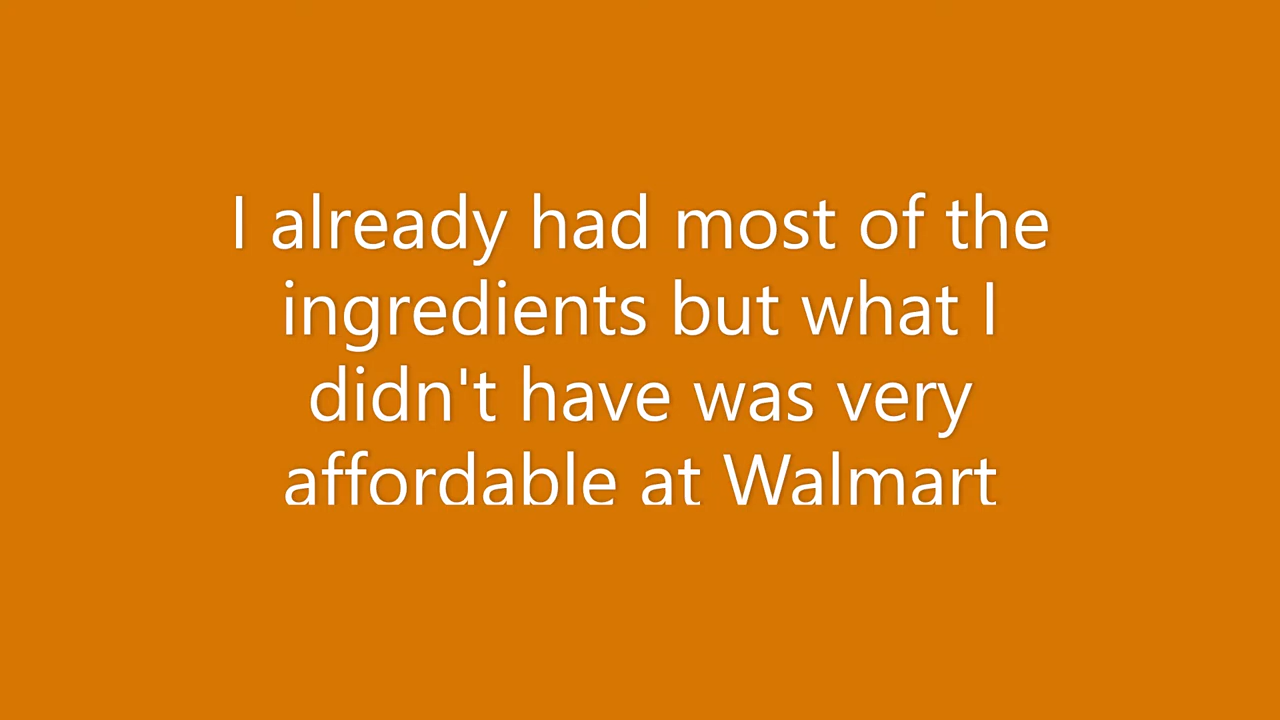 I already had most of the
ingredients but what I
didn't have was very
affordable at Walmart